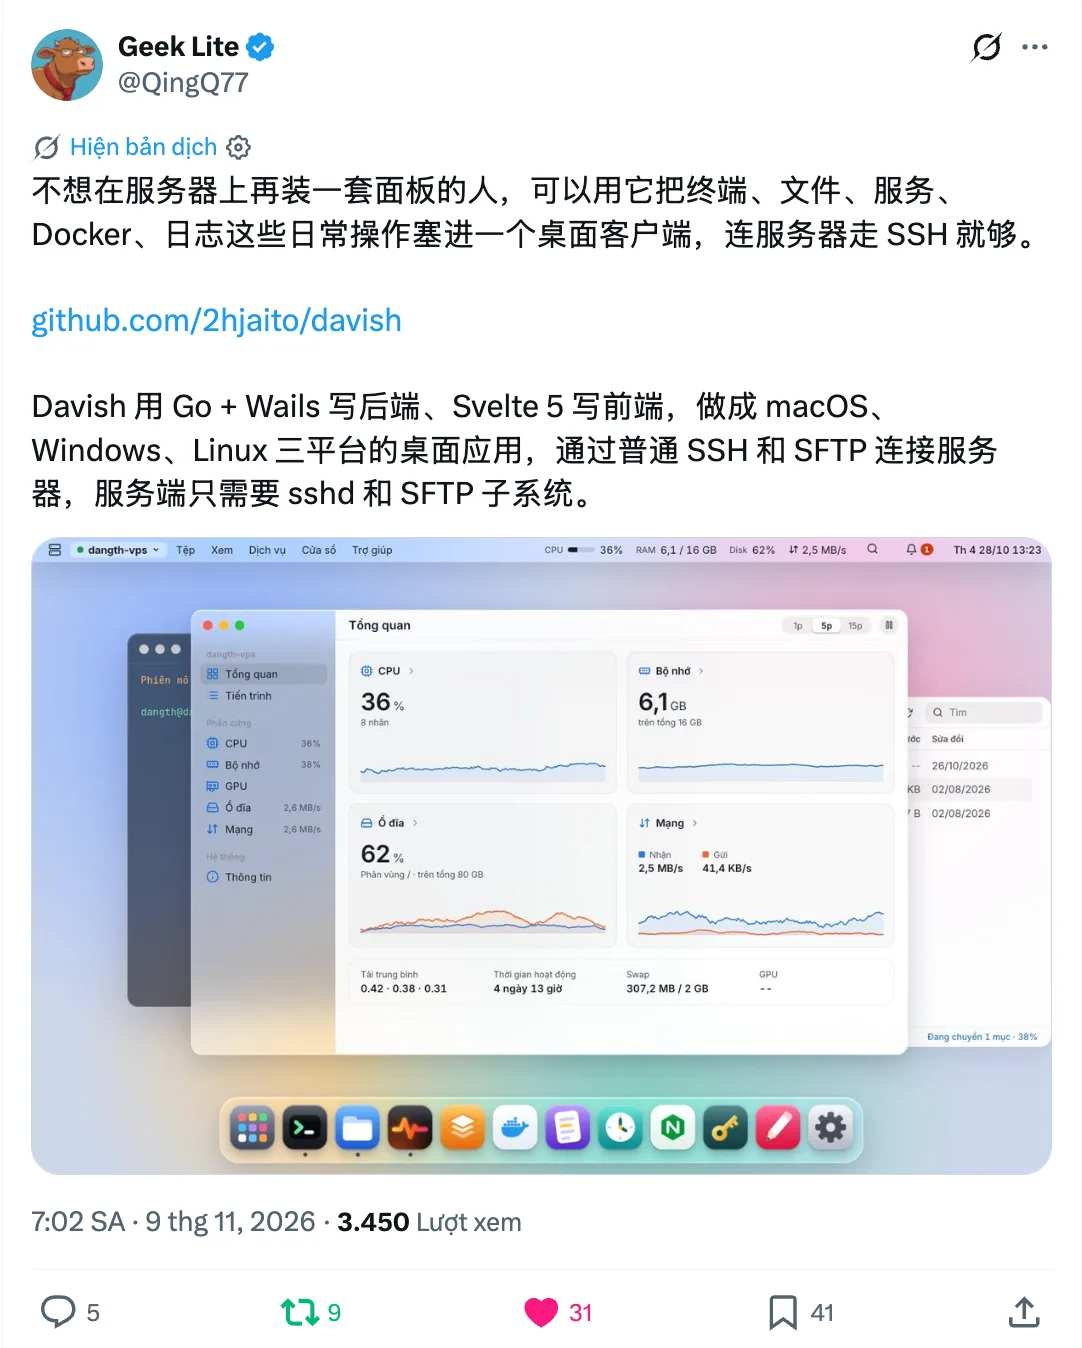 Geek Lite
@QingQ77
Hiện bản dịch
不想在服务器上再装一套面板的人，可以用它把终端、文件、服务、
Docker、日志这些日常操作塞进一个桌面客户端，连服务器走 SSH 就够。
github.com/2hjaito/davish
Davish 用 Go + Wails 写后端、Svelte 5 写前端，做成 macOS、
Windows、Linux 三平台的桌面应用，通过普通 SSH 和 SFTP 连接服务
器，服务端只需要 sshd 和 SFTP 子系统。
dangth-vps Tệp Xem Dịch vụ Cửa sổ Trợ giúp CPU 36% RAM 6,1 / 16 GB Disk 62% 2,5 MB/s 1 Th 4 28/10 13:23
Phiên
dangth@
dangth-vps
Tổng quan
Tiến trình
Phần cứng
CPU 36%
Bộ nhớ 38%
GPU
Ổ đĩa 2,6 MB/s
Mạng 2,6 MB/s
Hệ thống
Thông tin
Tổng quan 1p 5p 15p
CPU
36 %
8 nhân
Bộ nhớ
6,1 GB
trên tổng 16 GB
Ổ đĩa
62 %
Phân vùng / · trên tổng 80 GB
Mạng
Nhận Gửi
2,5 MB/s 41,4 KB/s
Tải trung bình Thời gian hoạt động Swap GPU
0.42 · 0.38 · 0.31 4 ngày 13 giờ 307,2 MB / 2 GB --
Tìm
Sửa đổi
-- 26/10/2026
KB 02/08/2026
B 02/08/2026
Đang chuyển 1 mục · 38%
7:02 SA · 9 thg 11, 2026 · 3.450 Lượt xem
5 9 31 41